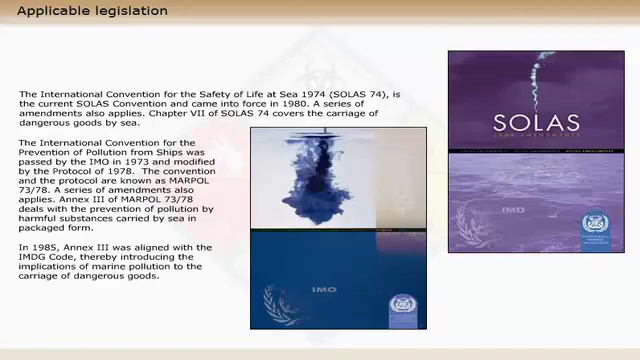 Applicable legislation
The International Convention for the Safety of Life at Sea 1974 (SOLAS 74), is
the current SOLAS Convention and came into force in 1980. A series of
amendments also applies. Chapter VII of SOLAS 74 covers the carriage of
dangerous goods by sea.
The International Convention for the
Prevention of Pollution from Ships was
passed by the IMO in 1973 and modified
by the Protocol of 1978. The convention
and the protocol are known as MARPOL
73/78. A series of amendments also
applies. Annex III of MARPOL 73/78
deals with the prevention of pollution by
harmful substances carried by sea in
packaged form.
In 1985, Annex III was aligned with the
IMDG Code, thereby introducing the
implications of marine pollution to the
carriage of dangerous goods.
SOLAS
IMO
IMO